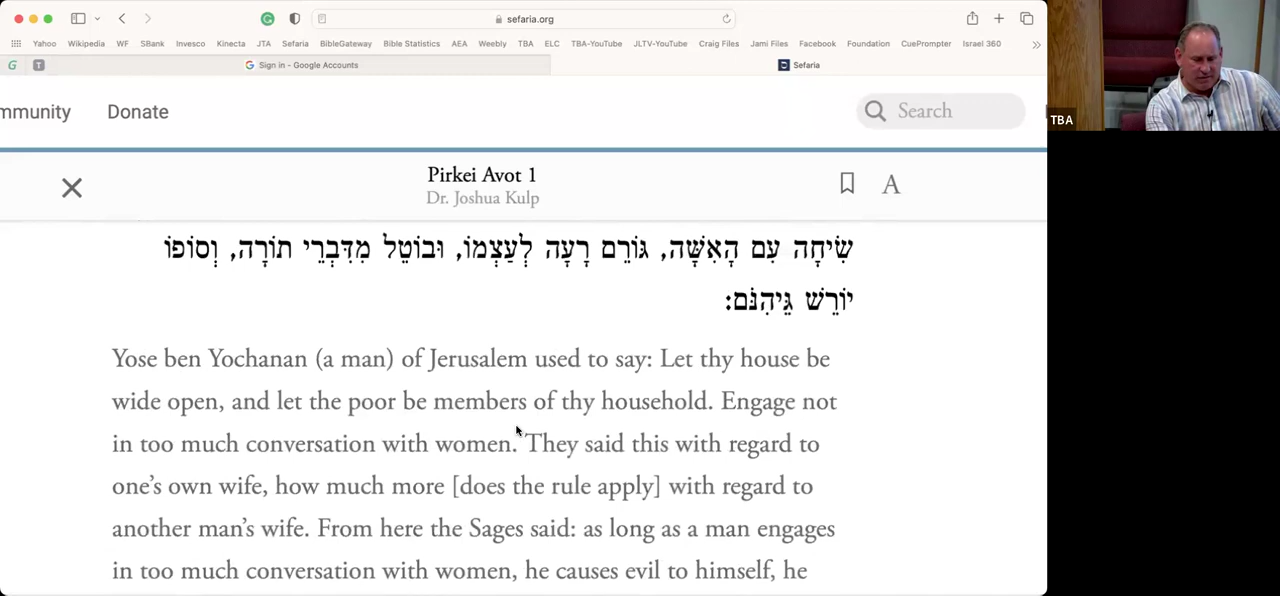 sefaria.org
Yahoo Wikipedia WF SBank Invesco Kinecta JTA Sefaria BibleGateway Bible Statistics AEA Weebly TBA ELC TBA-YouTube JLTV-YouTube Craig Files Jami Files Facebook Foundation CuePrompter Israel 360 »
G T G Sign in - Google Accounts Sefaria
mmunity Donate Search
TBA
Pirkei Avot 1
Dr. Joshua Kulp
A
שִׂיחָה עִם הָאִשָּׁה, גּוֹרֵם רָעָה לְעַצְמוֹ, וּבוֹטֵל מִדִּבְרֵי תוֹרָה, וְסוֹפוֹ
יוֹרֵשׁ גֵּיהִנֹּם:
Yose ben Yochanan (a man) of Jerusalem used to say: Let thy house be
wide open, and let the poor be members of thy household. Engage not
in too much conversation with women. They said this with regard to
one’s own wife, how much more [does the rule apply] with regard to
another man’s wife. From here the Sages said: as long as a man engages
in too much conversation with women, he causes evil to himself, he